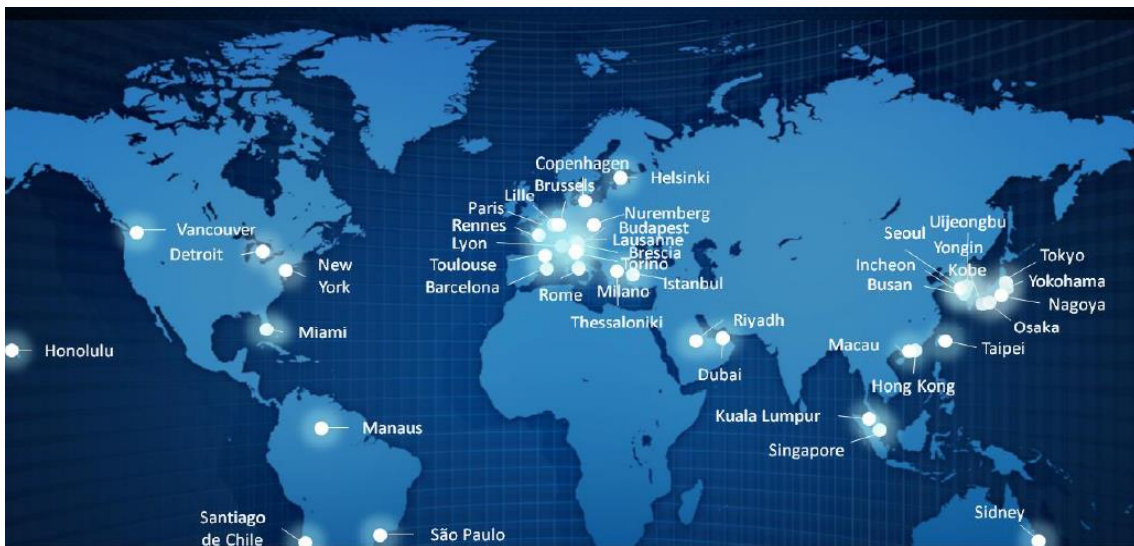 Copenhagen
Brussels
Helsinki
Lille
Paris
Rennes
Lyon
Toulouse
Barcelona
Nuremberg
Budapest
Lausanne
Brescia
Torino
Rome
Milano
Istanbul
Thessaloniki
Vancouver
Detroit
New
York
Miami
Honolulu
Manaus
Santiago
de Chile
São Paulo
Riyadh
Dubai
Uijeongbu
Seoul
Yongin
Incheon
Kobe
Busan
Tokyo
Yokohama
Nagoya
Osaka
Taipei
Macau
Hong Kong
Kuala Lumpur
Singapore
Sidney